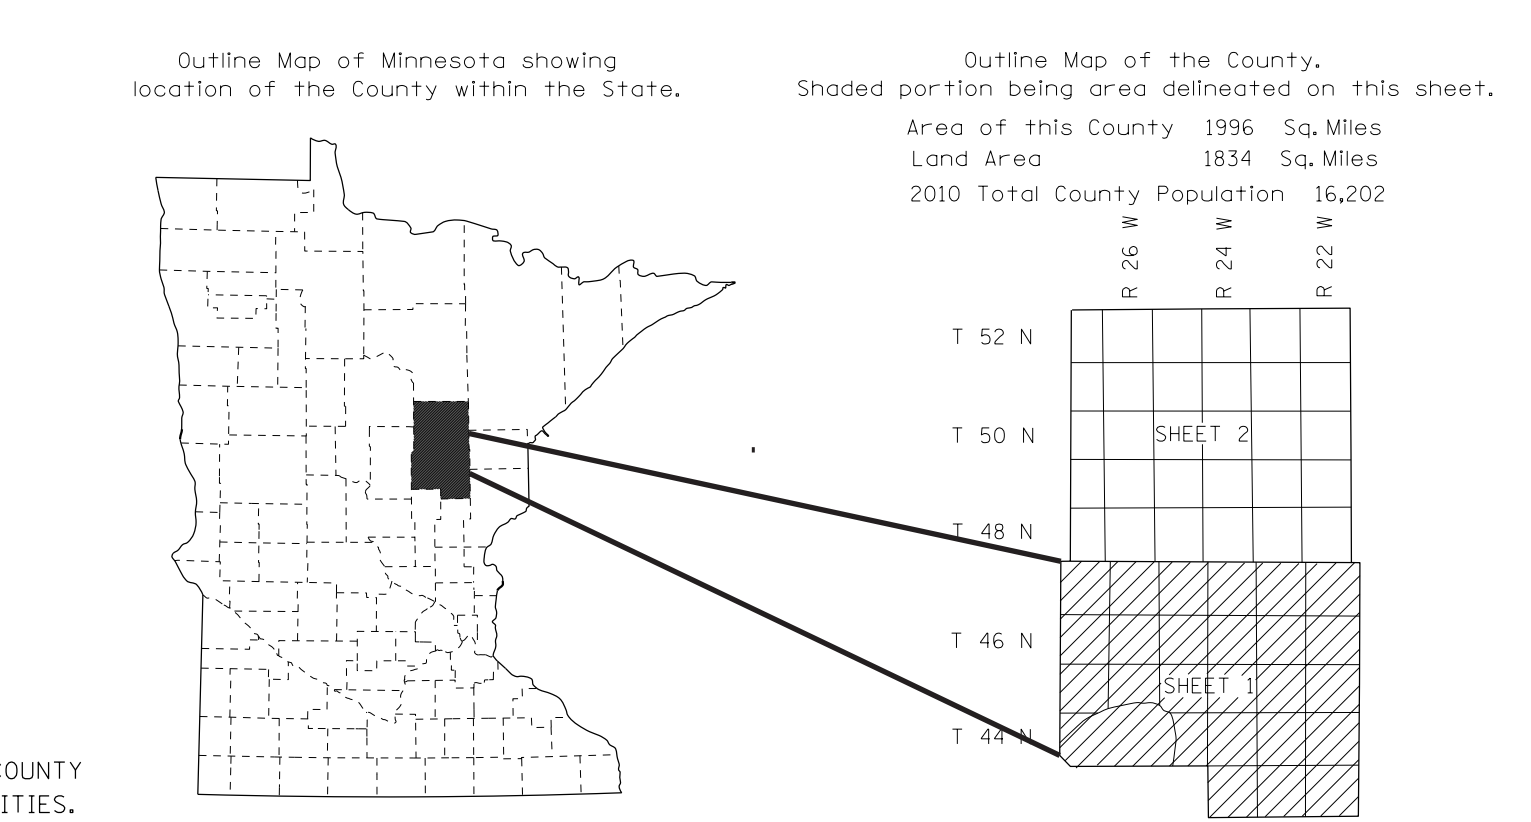 Outline Map of Minnesota showing
location of the County within the State.
Outline Map of the County.
Shaded portion being area delineated on this sheet.
Area of this County 1996 Sq. Miles
Land Area 1834 Sq. Miles
2010 Total County Population 16,202
R 26 W
R 24 W
R 22 W
T 52 N
T 50 N
SHEET 2
T 48 N
T 46 N
SHEET 1
T 44 N
COUNTY
ITIES.